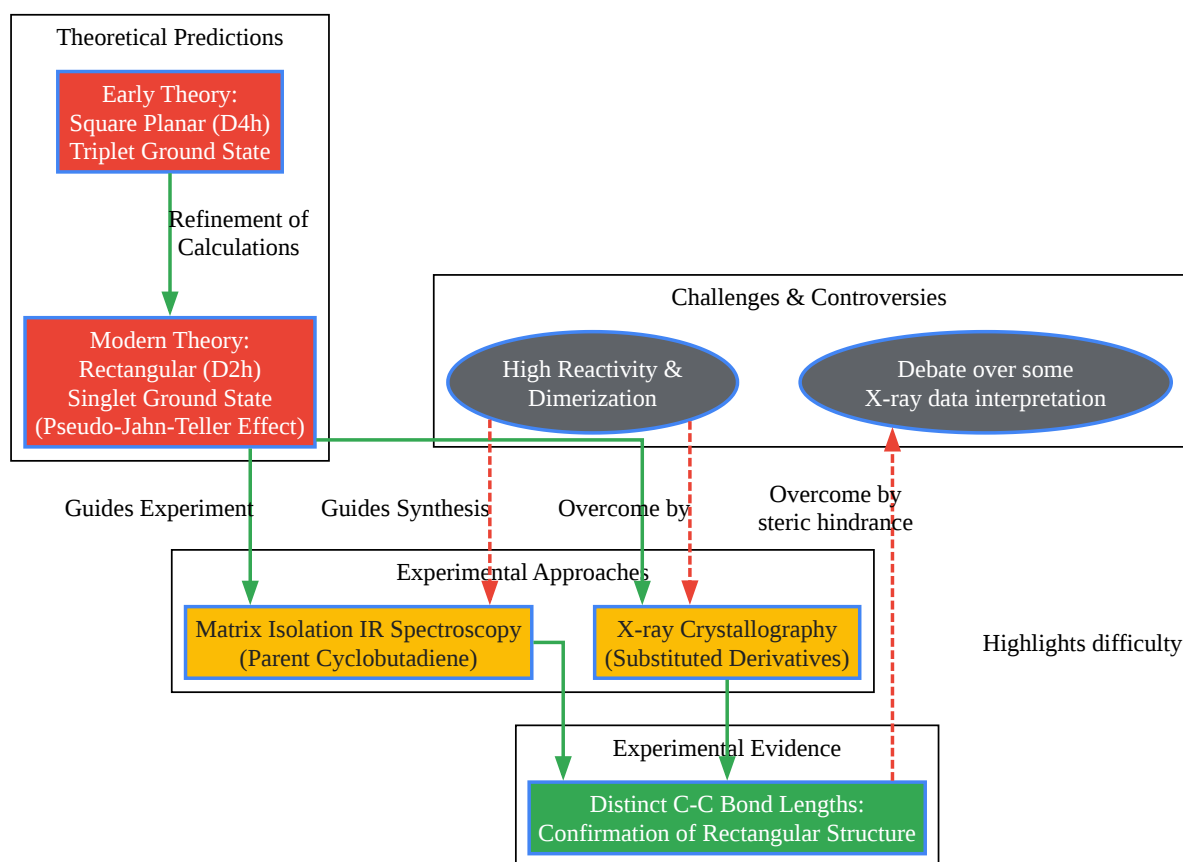 Theoretical Predictions
Early Theory:
Square Planar (D4h)
Triplet Ground State
Refinement of
Calculations
Modern Theory:
Rectangular (D2h)
Singlet Ground State
(Pseudo-Jahn-Teller Effect)
Challenges & Controversies
High Reactivity &
Dimerization
Debate over some
X-ray data interpretation
Guides Experiment
Guides Synthesis
Overcome by
Overcome by
steric hindrance
Experimental Approaches
Matrix Isolation IR Spectroscopy
(Parent Cyclobutadiene)
X-ray Crystallography
(Substituted Derivatives)
Highlights difficulty
Experimental Evidence
Distinct C-C Bond Lengths:
Confirmation of Rectangular Structure